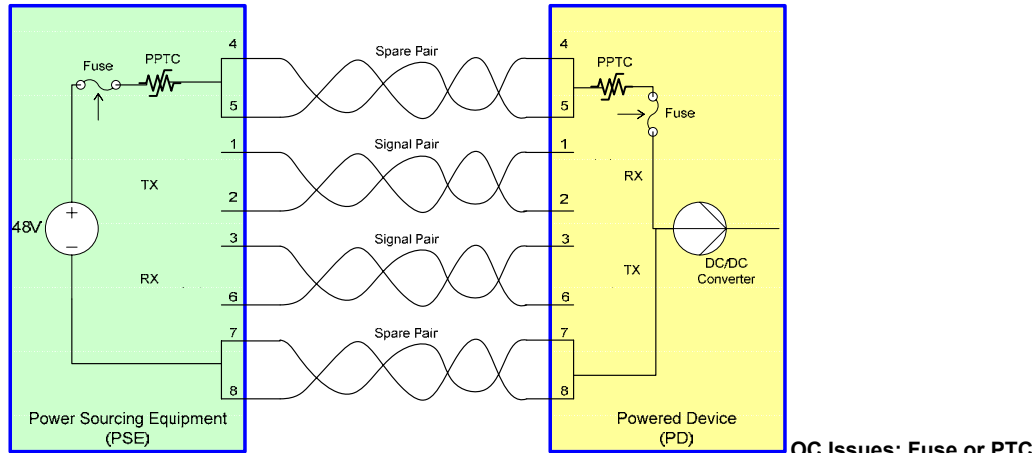 Fuse
PPTC
4
Spare Pair
4
PPTC
5
5
Fuse
1
Signal Pair
1
TX
RX
2
2
48V
+
−
3
Signal Pair
3
RX
TX
DC/DC
Converter
6
6
7
Spare Pair
7
8
8
Power Sourcing Equipment
(PSE)
Powered Device
(PD)
OC Issues: Fuse or PTC